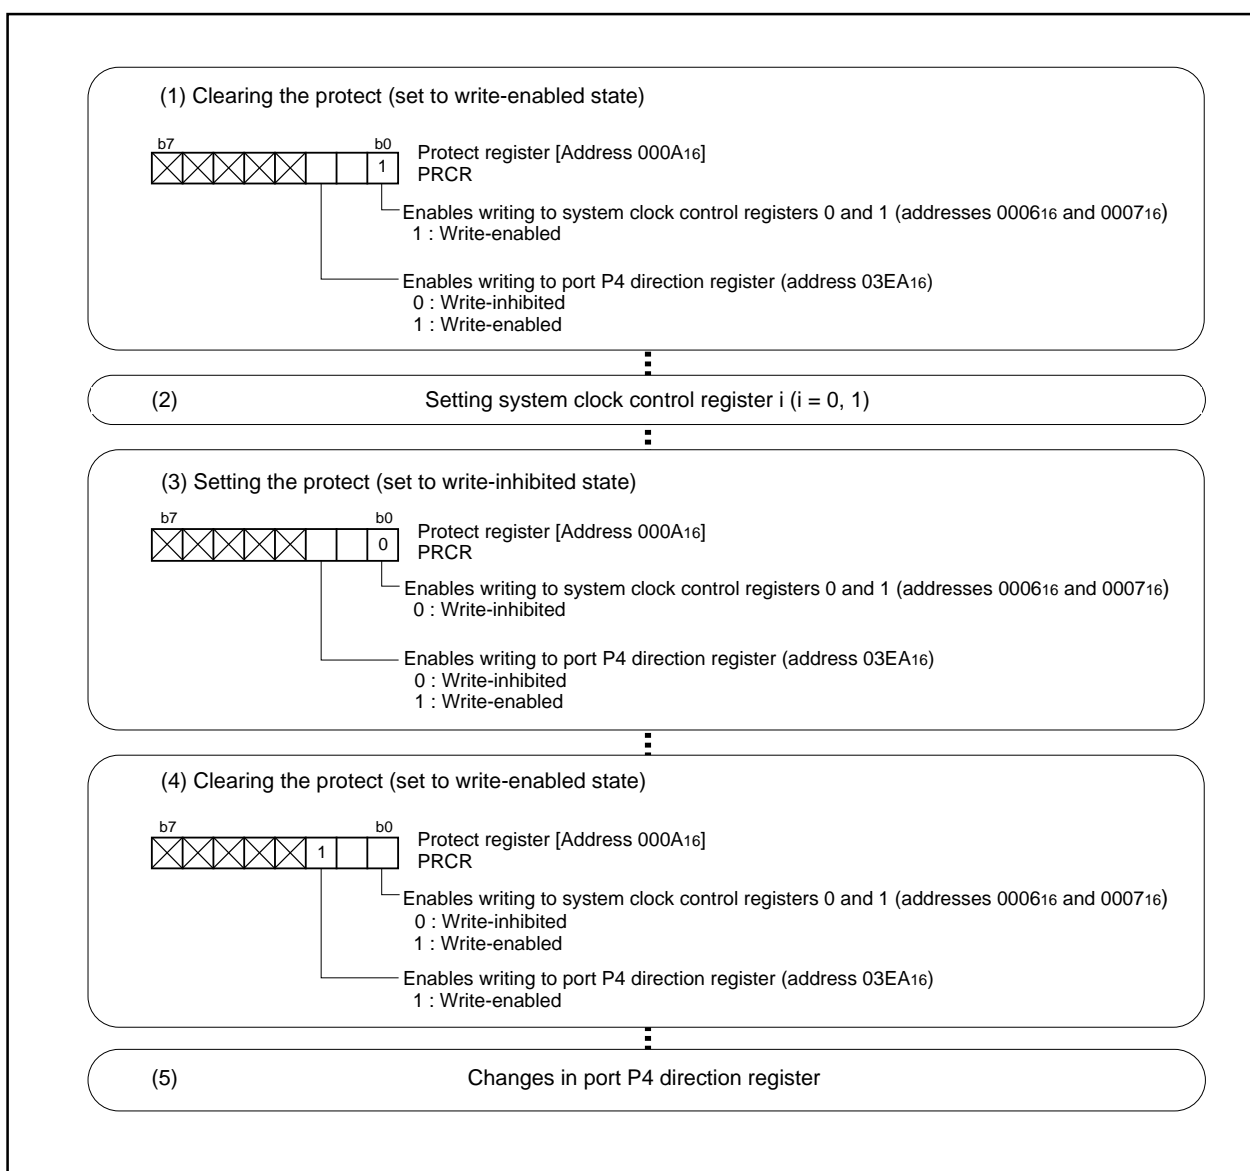 (1) Clearing the protect (set to write-enabled state)
b7 b0
1
Protect register [Address 000A16]
PRCR
Enables writing to system clock control registers 0 and 1 (addresses 000616 and 000716)
1 : Write-enabled
Enables writing to port P4 direction register (address 03EA16)
0 : Write-inhibited
1 : Write-enabled
(2) Setting system clock control register i (i = 0, 1)
(3) Setting the protect (set to write-inhibited state)
b7 b0
0
Protect register [Address 000A16]
PRCR
Enables writing to system clock control registers 0 and 1 (addresses 000616 and 000716)
0 : Write-inhibited
Enables writing to port P4 direction register (address 03EA16)
0 : Write-inhibited
1 : Write-enabled
(4) Clearing the protect (set to write-enabled state)
b7 b0
1
Protect register [Address 000A16]
PRCR
Enables writing to system clock control registers 0 and 1 (addresses 000616 and 000716)
0 : Write-inhibited
1 : Write-enabled
Enables writing to port P4 direction register (address 03EA16)
1 : Write-enabled
(5) Changes in port P4 direction register